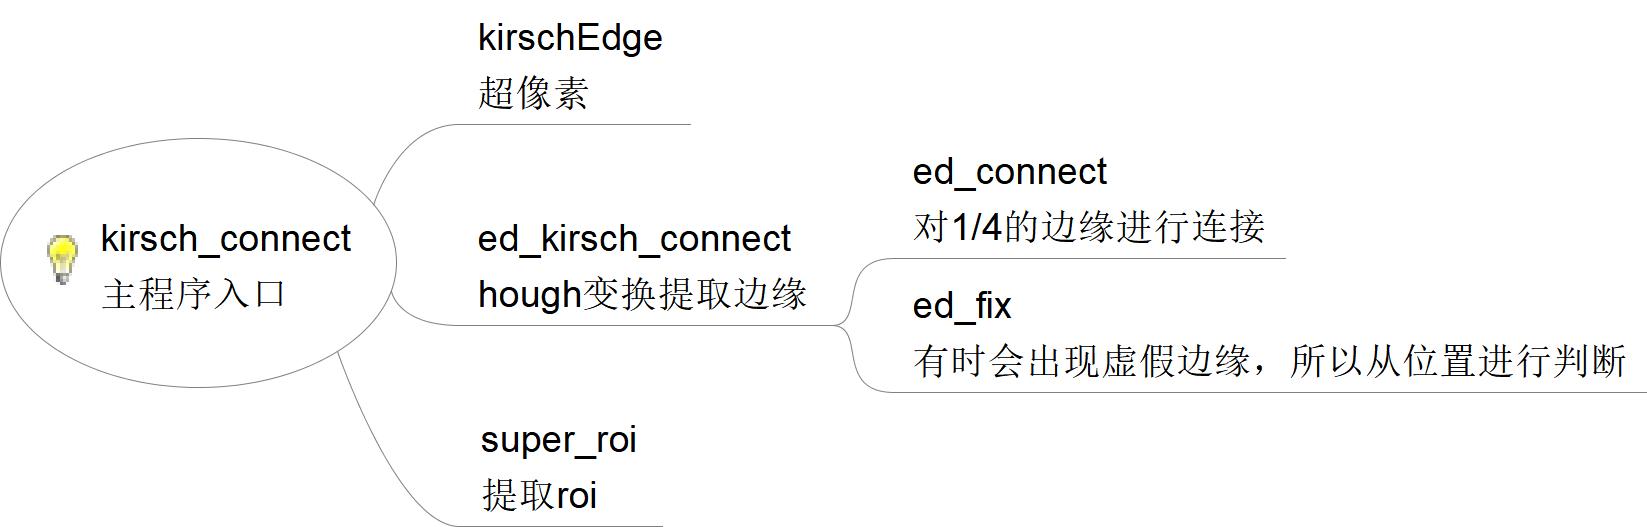 kirsch_connect
主程序入口
kirschEdge
超像素
ed_kirsch_connect
hough变换提取边缘
ed_connect
对1/4的边缘进行连接
ed_fix
有时会出现虚假边缘，所以从位置进行判断
super_roi
提取roi